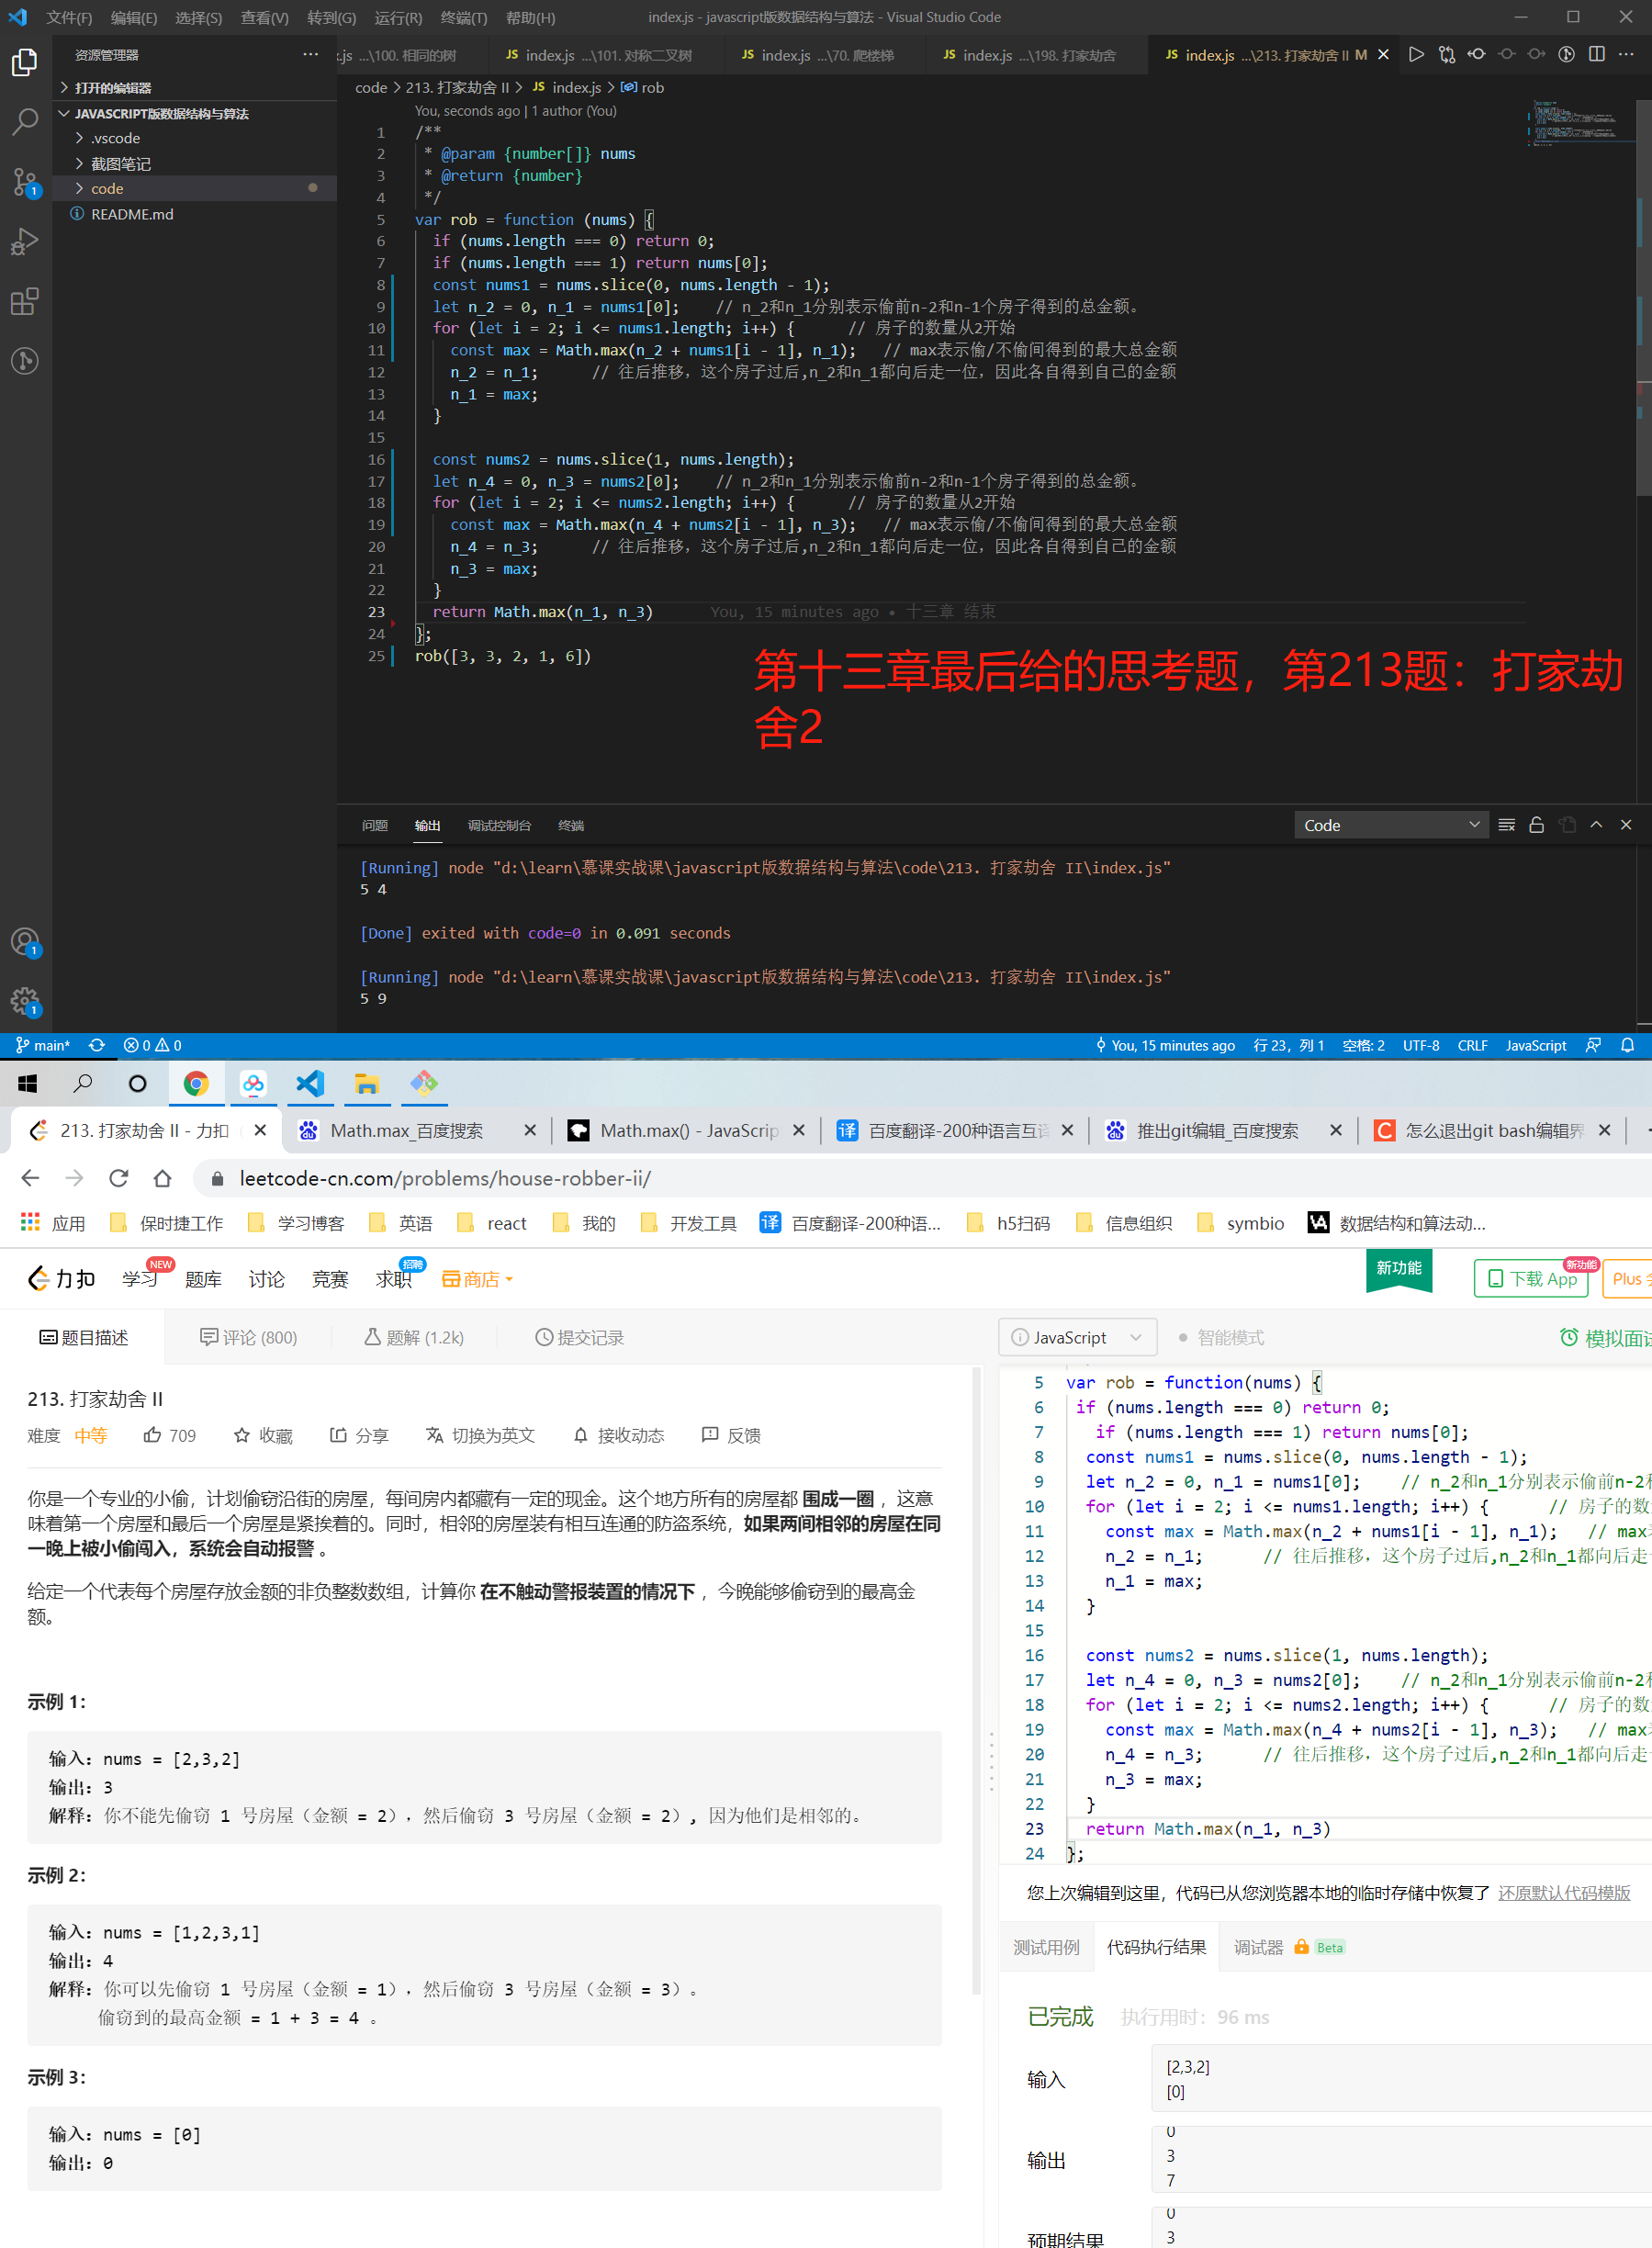 文件(F) 编辑(E) 选择(S) 查看(V) 转到(G) 运行(R) 终端(T) 帮助(H) index.js - javascript版数据结构与算法 - Visual Studio Code
资源管理器
.js ...\100. 相同的树 JS index.js ...\101. 对称二叉树 JS index.js ...\70. 爬楼梯 JS index.js ...\198. 打家劫舍 JS index.js ...\213. 打家劫舍 II M
打开的编辑器
JAVASCRIPT版数据结构与算法
.vscode
截图笔记
code
README.md
code > 213. 打家劫舍 II > JS index.js > rob
You, seconds ago | 1 author (You)
1 /**
2 * @param {number[]} nums
3 * @return {number}
4 */
5 var rob = function (nums) {
6 if (nums.length === 0) return 0;
7 if (nums.length === 1) return nums[0];
8 const nums1 = nums.slice(0, nums.length - 1);
9 let n_2 = 0, n_1 = nums1[0]; // n_2和n_1分别表示偷前n-2和n-1个房子得到的总金额。
10 for (let i = 2; i <= nums1.length; i++) { // 房子的数量从2开始
11 const max = Math.max(n_2 + nums1[i - 1], n_1); // max表示偷/不偷间得到的最大总金额
12 n_2 = n_1; // 往后推移，这个房子过后,n_2和n_1都向后走一位，因此各自得到自己的金额
13 n_1 = max;
14 }
15
16 const nums2 = nums.slice(1, nums.length);
17 let n_4 = 0, n_3 = nums2[0]; // n_2和n_1分别表示偷前n-2和n-1个房子得到的总金额。
18 for (let i = 2; i <= nums2.length; i++) { // 房子的数量从2开始
19 const max = Math.max(n_4 + nums2[i - 1], n_3); // max表示偷/不偷间得到的最大总金额
20 n_4 = n_3; // 往后推移，这个房子过后,n_2和n_1都向后走一位，因此各自得到自己的金额
21 n_3 = max;
22 }
23 return Math.max(n_1, n_3) You, 15 minutes ago • 十三章 结束
24 };
25 rob([3, 3, 2, 1, 6])
第十三章最后给的思考题，第213题：打家劫
舍2
问题 输出 调试控制台 终端 Code
[Running] node "d:\learn\慕课实战课\javascript版数据结构与算法\code\213. 打家劫舍 II\index.js"
5 4
[Done] exited with code=0 in 0.091 seconds
[Running] node "d:\learn\慕课实战课\javascript版数据结构与算法\code\213. 打家劫舍 II\index.js"
5 9
main* 0 0 You, 15 minutes ago 行 23，列 1 空格: 2 UTF-8 CRLF JavaScript
213. 打家劫舍 II - 力扣 Math.max_百度搜索 Math.max() - JavaScrip 百度翻译-200种语言互译 推出git编辑_百度搜索 怎么退出git bash编辑界
leetcode-cn.com/problems/house-robber-ii/
应用 保时捷工作 学习博客 英语 react 我的 开发工具 百度翻译-200种语... h5扫码 信息组织 symbio 数据结构和算法动...
力扣 学习 NEW 题库 讨论 竞赛 求职 招聘 商店 新功能 下载 App 新功能 Plus
题目描述 评论 (800) 题解 (1.2k) 提交记录 JavaScript 智能模式 模拟面试
213. 打家劫舍 II
难度 中等 709 收藏 分享 切换为英文 接收动态 反馈
你是一个专业的小偷，计划偷窃沿街的房屋，每间房内都藏有一定的现金。这个地方所有的房屋都 围成一圈 ，这意
味着第一个房屋和最后一个房屋是紧挨着的。同时，相邻的房屋装有相互连通的防盗系统，如果两间相邻的房屋在同
一晚上被小偷闯入，系统会自动报警 。
给定一个代表每个房屋存放金额的非负整数数组，计算你 在不触动警报装置的情况下 ，今晚能够偷窃到的最高金
额。
示例 1：
输入：nums = [2,3,2]
输出：3
解释：你不能先偷窃 1 号房屋（金额 = 2），然后偷窃 3 号房屋（金额 = 2）, 因为他们是相邻的。
示例 2：
输入：nums = [1,2,3,1]
输出：4
解释：你可以先偷窃 1 号房屋（金额 = 1），然后偷窃 3 号房屋（金额 = 3）。
偷窃到的最高金额 = 1 + 3 = 4 。
示例 3：
输入：nums = [0]
输出：0
5 var rob = function(nums) {
6 if (nums.length === 0) return 0;
7 if (nums.length === 1) return nums[0];
8 const nums1 = nums.slice(0, nums.length - 1);
9 let n_2 = 0, n_1 = nums1[0]; // n_2和n_1分别表示偷前n-2和
10 for (let i = 2; i <= nums1.length; i++) { // 房子的数
11 const max = Math.max(n_2 + nums1[i - 1], n_1); // max
12 n_2 = n_1; // 往后推移，这个房子过后,n_2和n_1都向后走
13 n_1 = max;
14 }
15
16 const nums2 = nums.slice(1, nums.length);
17 let n_4 = 0, n_3 = nums2[0]; // n_2和n_1分别表示偷前n-2和
18 for (let i = 2; i <= nums2.length; i++) { // 房子的数
19 const max = Math.max(n_4 + nums2[i - 1], n_3); // max
20 n_4 = n_3; // 往后推移，这个房子过后,n_2和n_1都向后走
21 n_3 = max;
22 }
23 return Math.max(n_1, n_3)
24 };
您上次编辑到这里，代码已从您浏览器本地的临时存储中恢复了 还原默认代码模版
测试用例 代码执行结果 调试器 Beta
已完成 执行用时：96 ms
输入
[2,3,2]
[0]
输出
0
3
7
预期结果
0
3